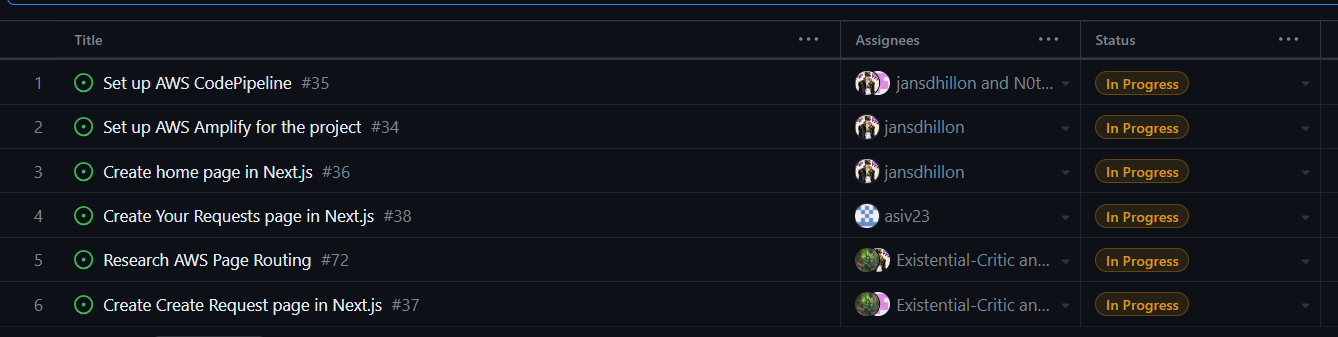 Title ... Assignees ... Status ...
1 Set up AWS CodePipeline #35 jansdhillon and N0t... In Progress
2 Set up AWS Amplify for the project #34 jansdhillon In Progress
3 Create home page in Next.js #36 jansdhillon In Progress
4 Create Your Requests page in Next.js #38 asiv23 In Progress
5 Research AWS Page Routing #72 Existential-Critic an... In Progress
6 Create Create Request page in Next.js #37 Existential-Critic an... In Progress